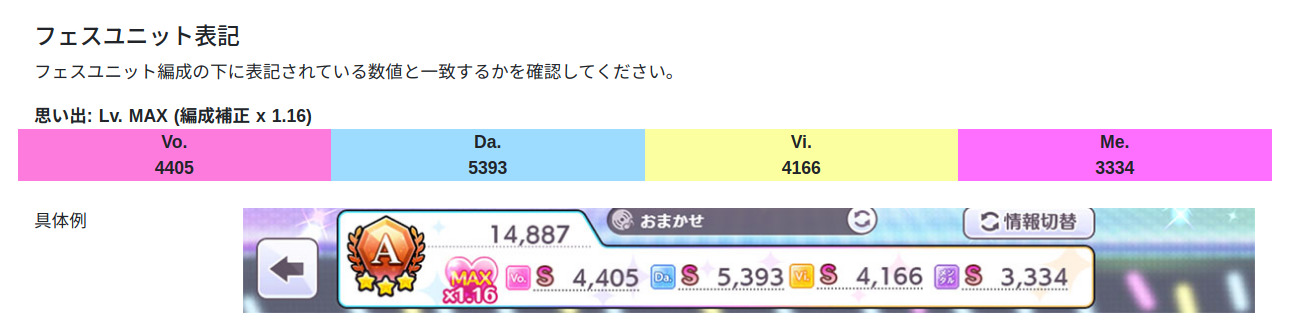 フェスユニット表記
フェスユニット編成の下に表記されている数値と一致するかを確認してください。
思い出: Lv. MAX (編成補正 x 1.16)
Vo. Da. Vi. Me.
4405 5393 4166 3334
具体例
おまかせ 情報切替
A 14,887
MAX Vo. S 4,405 Da. S 5,393 Vi. S 4,166 メンタル S 3,334
x1.16